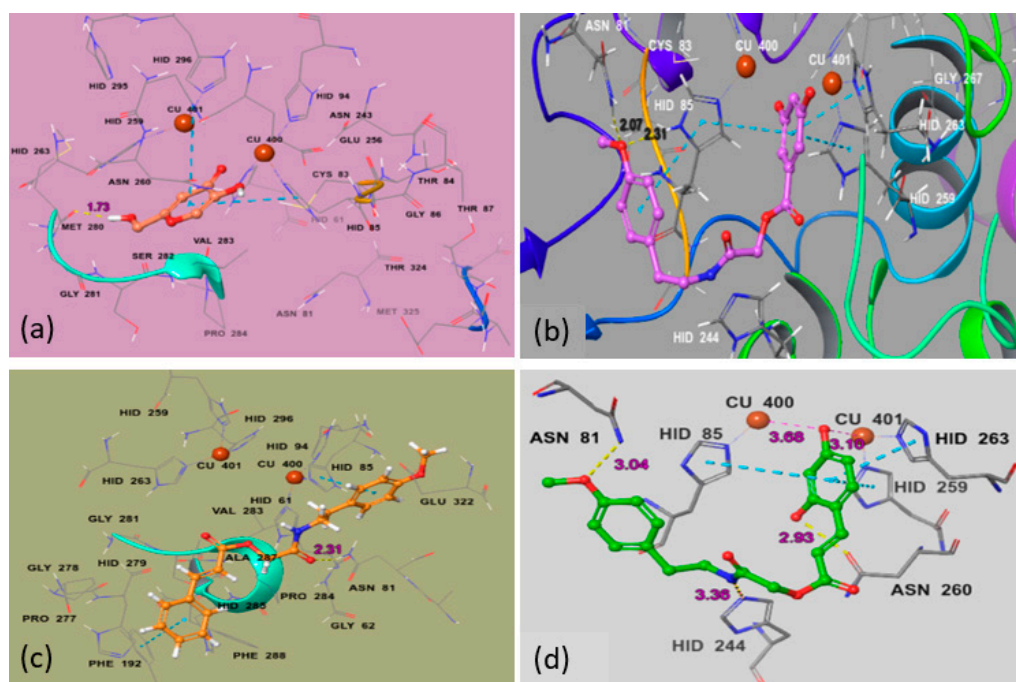 HID 296
HID 295
CU 401
HID 94
HID 259
ASN 243
CU 400
GLU 256
HID 263
ASN 260
CYS 83
THR 84
HID 61
GLY 86
1.73
HID 85
THR 87
MET 280
VAL 283
SER 282
THR 324
GLY 281
ASN 81
MET 325
PRO 284
(a)
ASN 81
CYS 83
CU 400
CU 401
GLY 267
HID 85
2.07
2.31
HID 263
HID 259
HID 244
(b)
HID 259
HID 296
HID 94
CU 401
CU 400
HID 85
HID 263
GLU 322
HID 61
VAL 283
GLY 281
2.31
ALA 287
HID 279
GLY 278
PRO 284
ASN 81
HID 285
PRO 277
GLY 62
PHE 192
PHE 288
(c)
CU 400
CU 401
ASN 81
HID 85
3.68
3.10
HID 263
3.04
HID 259
2.93
3.36
ASN 260
HID 244
(d)